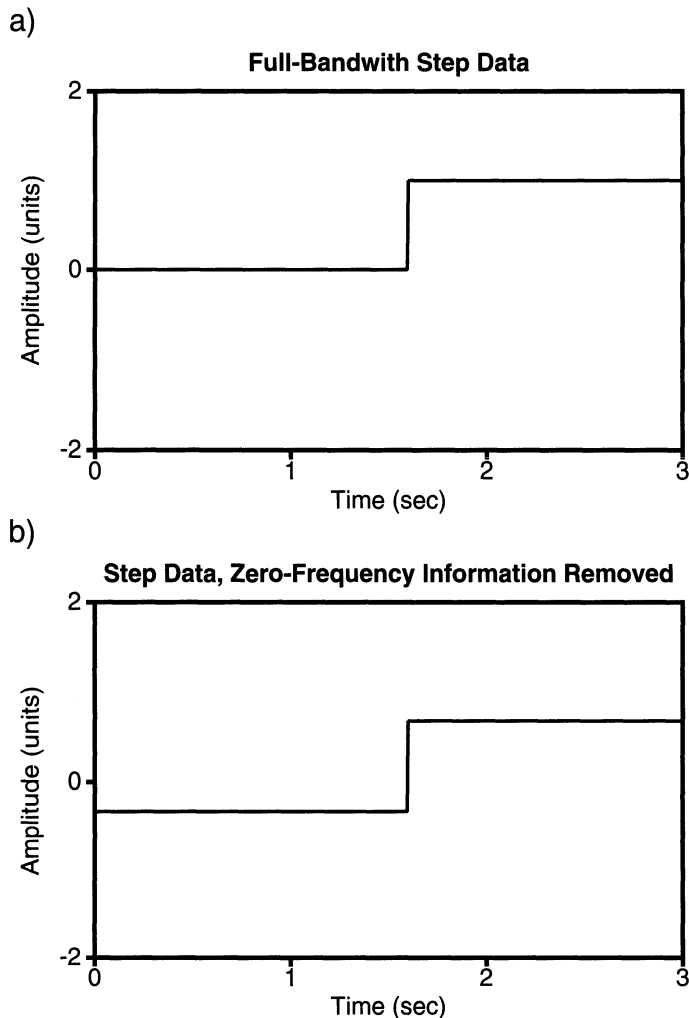 a)
Full-Bandwith Step Data
2
0
-2
Amplitude (units)
0 1 2 3
Time (sec)
b)
Step Data, Zero-Frequency Information Removed
2
0
-2
Amplitude (units)
0 1 2 3
Time (sec)